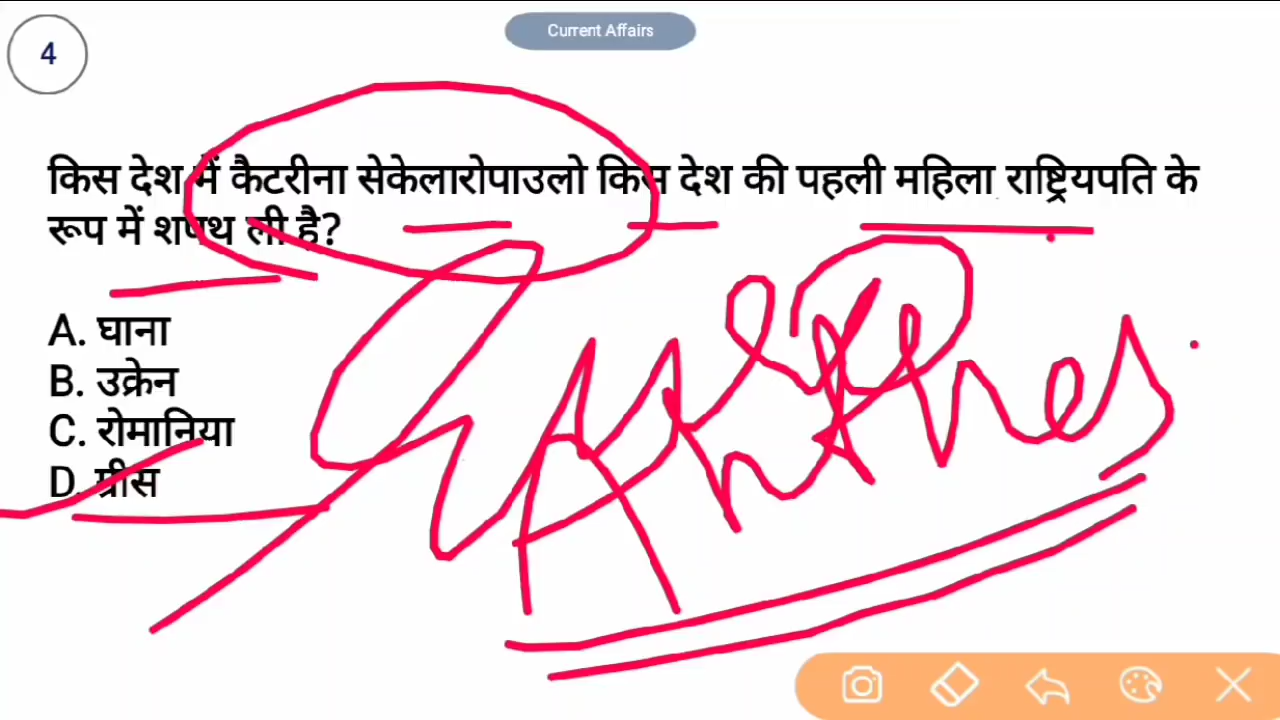 4
Current Affairs
किस देश में कैटरीना सेकेलारोपाउलो किस देश की पहली महिला राष्ट्रियपति के
रूप में शपथ ली है?
A. घाना
B. उक्रेन
C. रोमानिया
D. ग्रीस